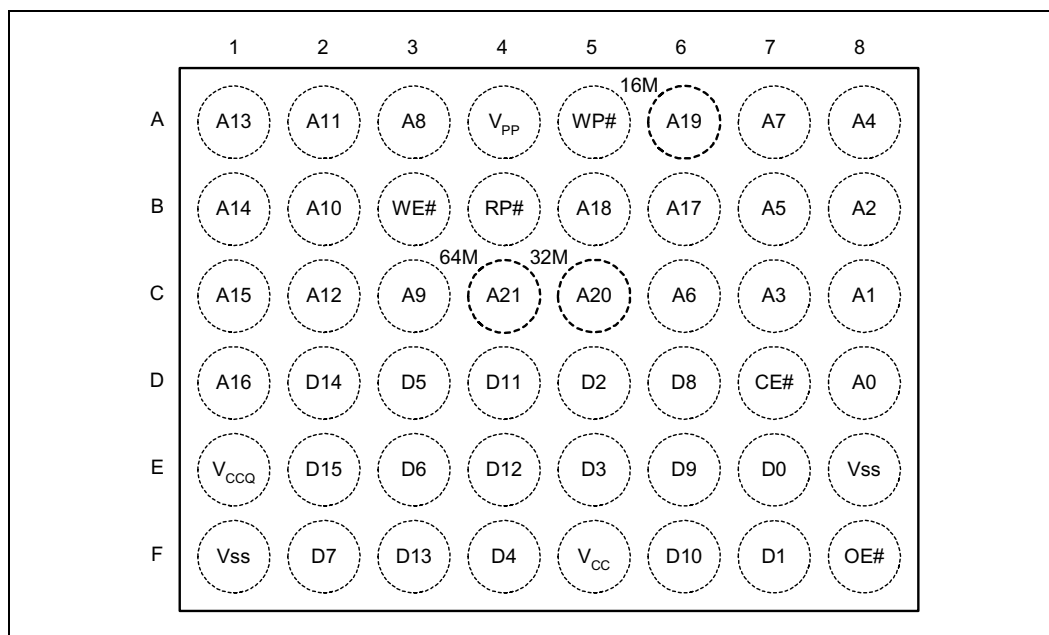 1 2 3 4 5 6 7 8
16M
A A13 A11 A8 VPP WP# A19 A7 A4
B A14 A10 WE# RP# A18 A17 A5 A2
64M 32M
C A15 A12 A9 A21 A20 A6 A3 A1
D A16 D14 D5 D11 D2 D8 CE# A0
E VCCQ D15 D6 D12 D3 D9 D0 Vss
F Vss D7 D13 D4 VCC D10 D1 OE#